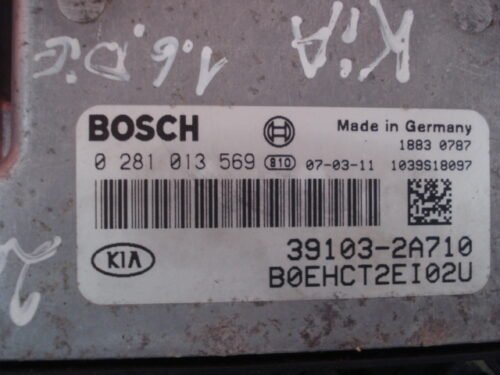 KiA
1.6.DiE
BOSCH
Made in Germany
1883 0787
0 281 013 569 810 07-03-11 1039S18097
39103-2A710
KIA
B0EHCT2EI02U